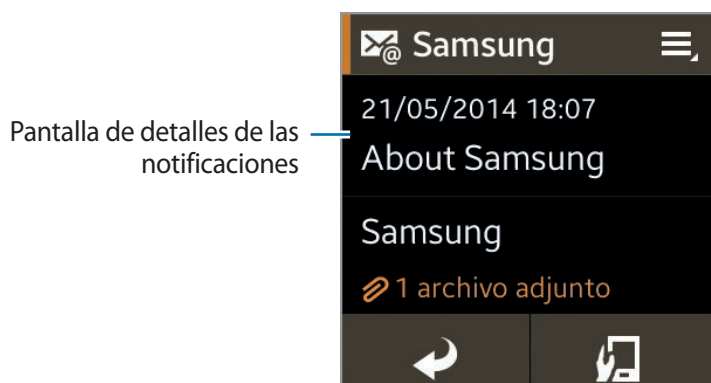 Pantalla de detalles de las
notificaciones
Samsung
21/05/2014 18:07
About Samsung
Samsung
1 archivo adjunto